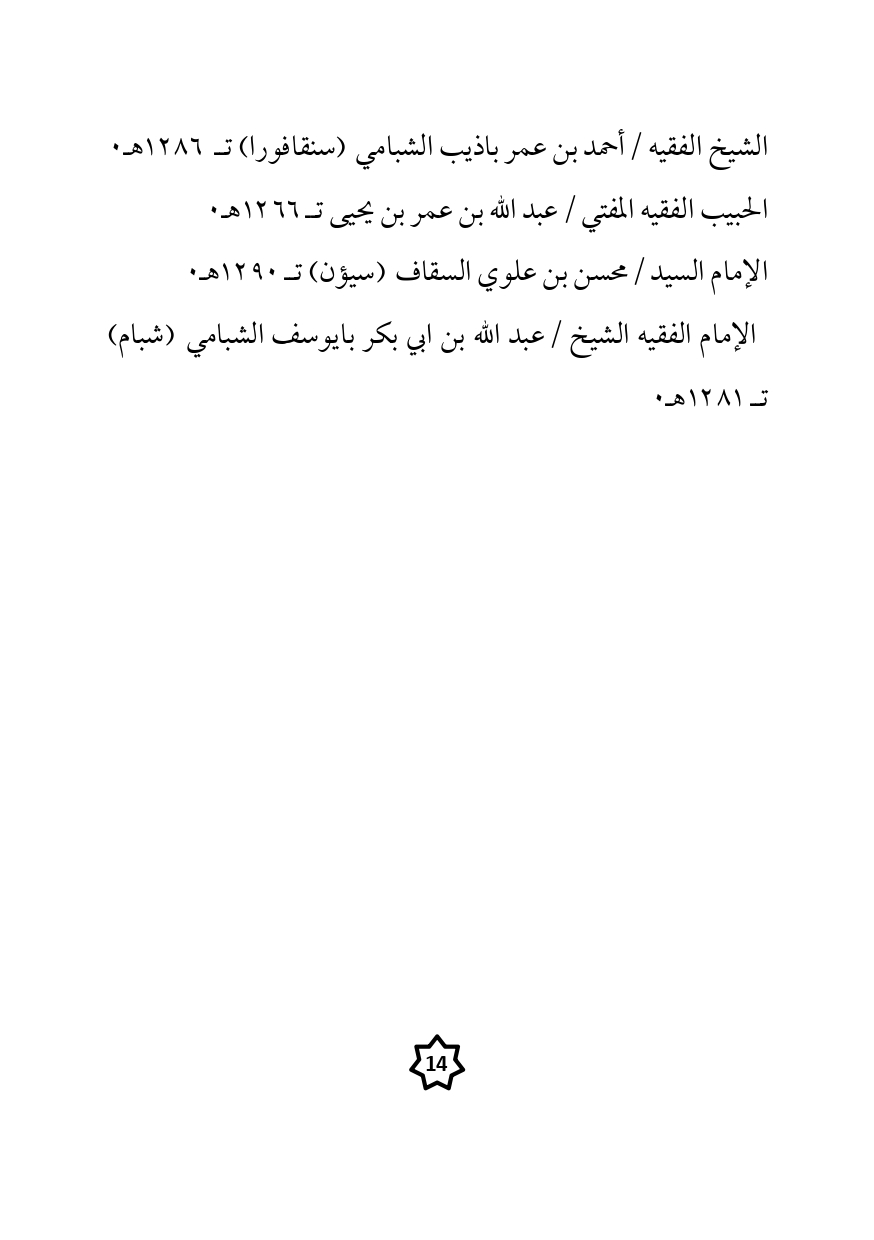 الشيخ الفقيه / أحمد بن عمر باذيب الشبامي (سنقافورا) تـ ١٢٨٦هـ٠
الحبيب الفقيه المفتي / عبد الله بن عمر بن يحيى تـ ١٢٦٦هـ٠
الإمام السيد / محسن بن علوي السقاف (سيؤن) تـ ١٢٩٠هـ٠
الإمام الفقيه الشيخ / عبد الله بن ابي بكر بايوسف الشبامي (شبام)
تـ ١٢٨١هـ٠
14